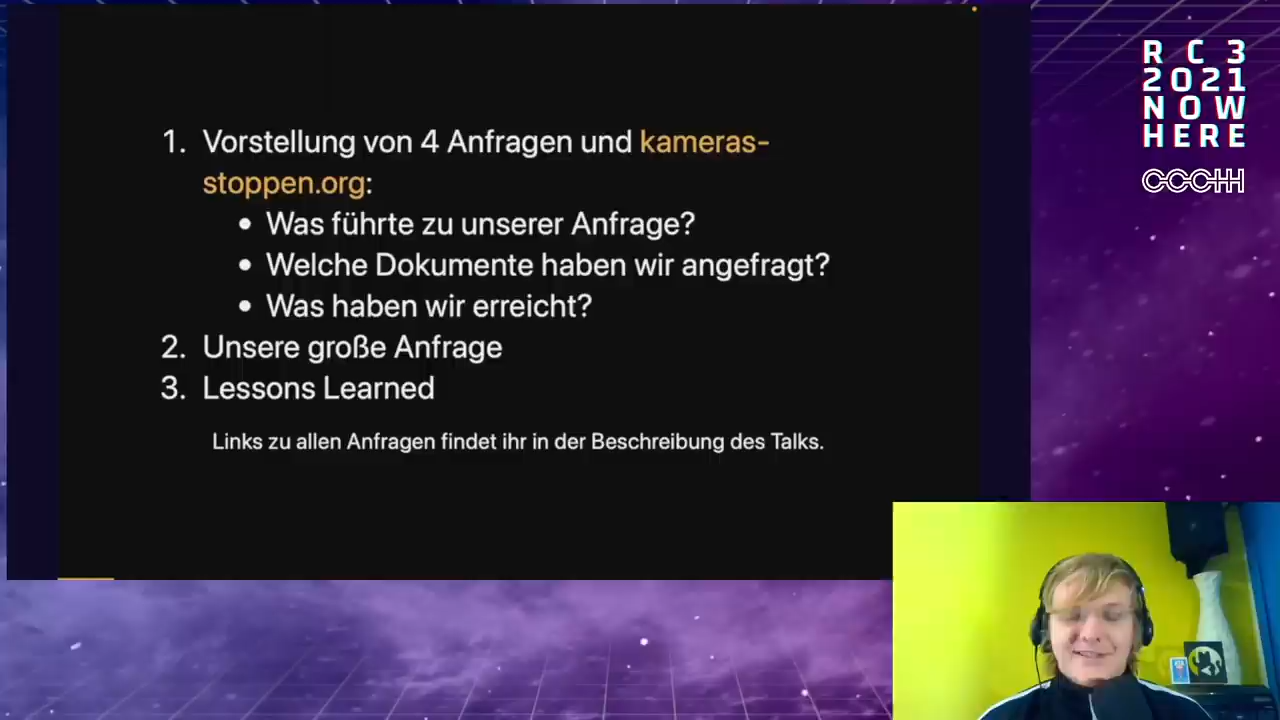 1. Vorstellung von 4 Anfragen und kameras-
stoppen.org:
• Was führte zu unserer Anfrage?
• Welche Dokumente haben wir angefragt?
• Was haben wir erreicht?
2. Unsere große Anfrage
3. Lessons Learned
Links zu allen Anfragen findet ihr in der Beschreibung des Talks.
R C 3
2021
NOW
HERE
CCCHH